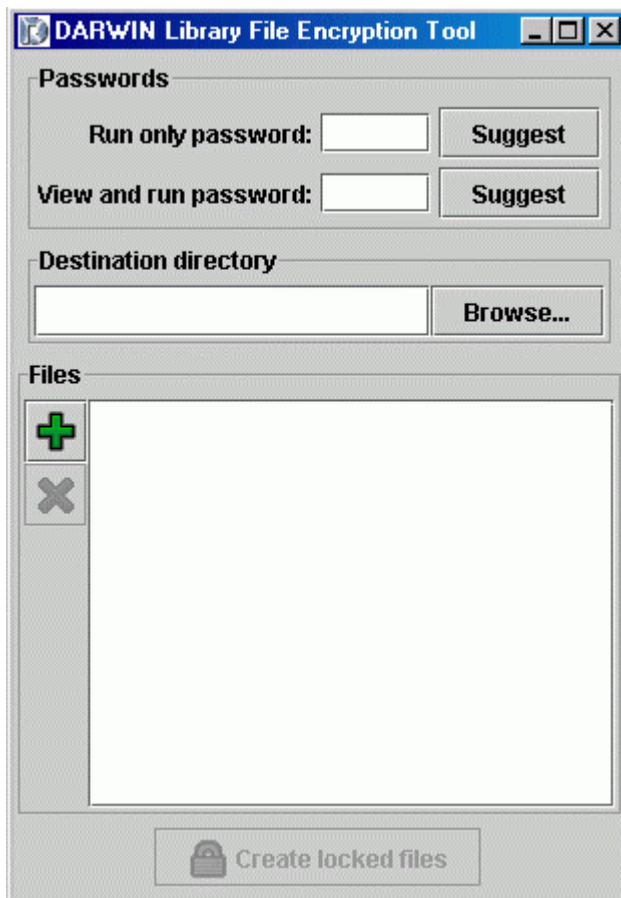 DARWIN Library File Encryption Tool
Passwords
Run only password: Suggest
View and run password: Suggest
Destination directory
Browse...
Files
Create locked files